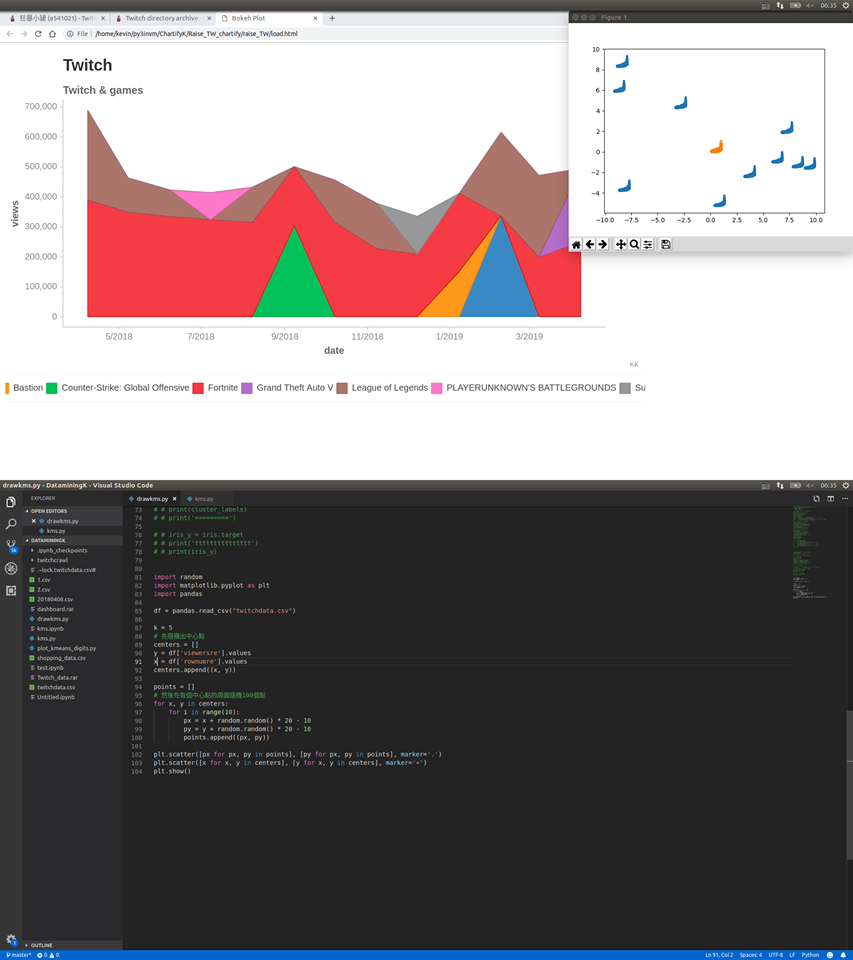 06:35
狂暴小建 (a541021) - Twitc
Twitch directory archive -
Bokeh Plot
File | /home/kevin/py3invm/ChartifyK/Raise_TW_chartify/raise_TW/load.html
Figure 1
Twitch
Twitch & games
700,000
600,000
500,000
400,000
300,000
200,000
100,000
0
views
5/2018
7/2018
9/2018
11/2018
1/2019
3/2019
date
KK
Bastion
Counter-Strike: Global Offensive
Fortnite
Grand Theft Auto V
League of Legends
PLAYERUNKNOWN'S BATTLEGROUNDS
Su
10
8
6
4
2
0
−2
−4
−10.0
−7.5
−5.0
−2.5
0.0
2.5
5.0
7.5
10.0
drawkms.py - DataminingK - Visual Studio Code
06:35
EXPLORER
OPEN EDITORS
drawkms.py
kms.py
DATAMININGK
.ipynb_checkpoints
twitchcrawl
.~lock.twitchdata.csv#
1.csv
2.csv
20180408.csv
dashboard.rar
drawkms.py
kms.ipynb
kms.py
plot_kmeans_digits.py
shopping_data.csv
test.ipynb
Twitch_data.rar
twitchdata.csv
Untitled.ipynb
OUTLINE
drawkms.py
kms.py
73 # # print(cluster_labels)
74 # # print('=========')
75
76 # # iris_y = iris.target
77 # # print('ttttttttttttttt')
78 # # print(iris_y)
79
80
81 import random
82 import matplotlib.pyplot as plt
83 import pandas
84
85 df = pandas.read_csv("twitchdata.csv")
86
87 k = 5
88 # 先隨機出中心點
89 centers = []
90 y = df['viewersre'].values
91 x = df['rownumre'].values
92 centers.append((x, y))
93
94 points = []
95 # 然後在每個中心點的周圍隨機100個點
96 for x, y in centers:
97 for i in range(10):
98 px = x + random.random() * 20 - 10
99 py = y + random.random() * 20 - 10
100 points.append((px, py))
101
102 plt.scatter([px for px, py in points], [py for px, py in points], marker='.')
103 plt.scatter([x for x, y in centers], [y for x, y in centers], marker='+')
104 plt.show()
master*
0
0
Ln 91, Col 2
Spaces: 4
UTF-8
LF
Python